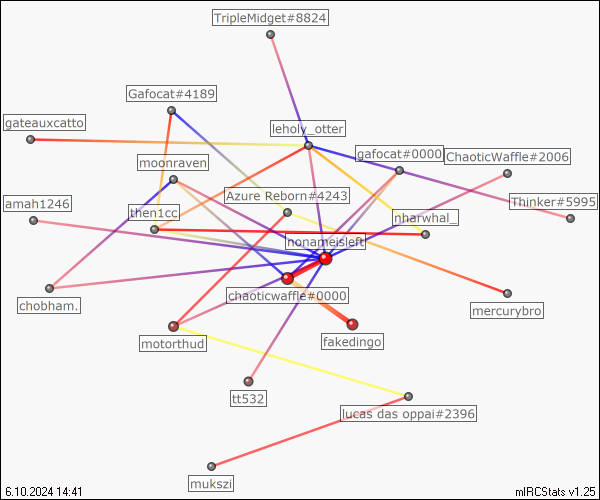 TripleMidget#8824
Gafocat#4189
gateauxcatto
leholy_otter
gafocat#0000
ChaoticWaffle#2006
moonraven
Azure Reborn#4243
amah1246
Thinker#5995
then1cc
nharwhal_
nonameisleft
chaoticwaffle#0000
chobham.
mercurybro
motorthud
fakedingo
tt532
lucas das oppai#2396
mukszi
6.10.2024 14:41
mIRCStats v1.25